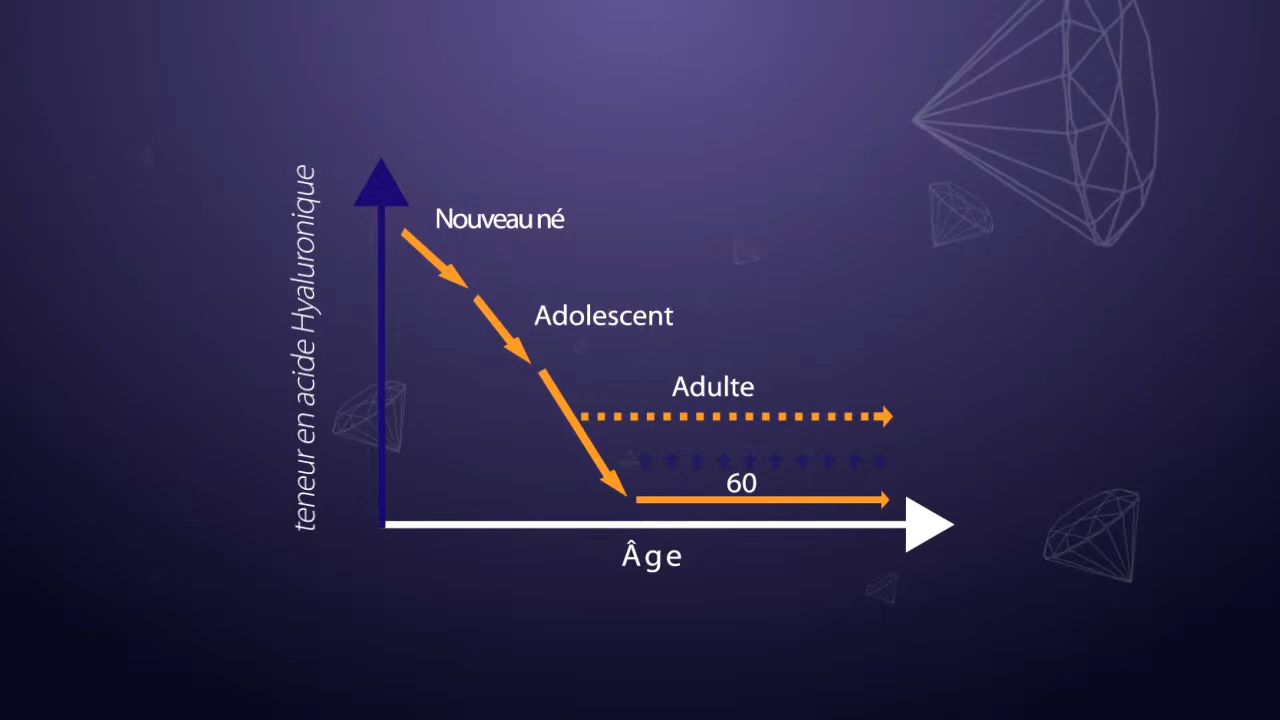 teneur en acide Hyaluronique
Nouveau né
Adolescent
Adulte
60
Âge